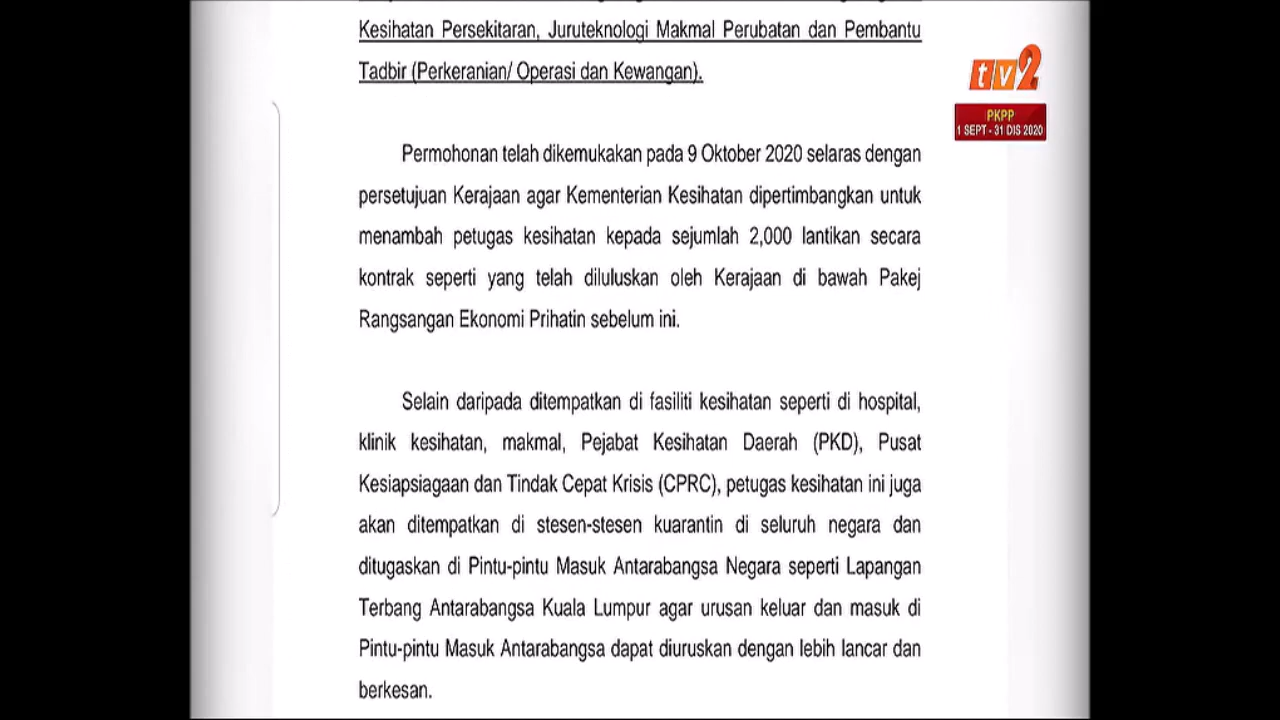 Kesihatan Persekitaran, Juruteknologi Makmal Perubatan dan Pembantu
Tadbir (Perkeranian/ Operasi dan Kewangan).
tv2
PKPP
1 SEPT - 31 DIS 2020
Permohonan telah dikemukakan pada 9 Oktober 2020 selaras dengan
persetujuan Kerajaan agar Kementerian Kesihatan dipertimbangkan untuk
menambah petugas kesihatan kepada sejumlah 2,000 lantikan secara
kontrak seperti yang telah diluluskan oleh Kerajaan di bawah Pakej
Rangsangan Ekonomi Prihatin sebelum ini.
Selain daripada ditempatkan di fasiliti kesihatan seperti di hospital,
klinik kesihatan, makmal, Pejabat Kesihatan Daerah (PKD), Pusat
Kesiapsiagaan dan Tindak Cepat Krisis (CPRC), petugas kesihatan ini juga
akan ditempatkan di stesen-stesen kuarantin di seluruh negara dan
ditugaskan di Pintu-pintu Masuk Antarabangsa Negara seperti Lapangan
Terbang Antarabangsa Kuala Lumpur agar urusan keluar dan masuk di
Pintu-pintu Masuk Antarabangsa dapat diuruskan dengan lebih lancar dan
berkesan.